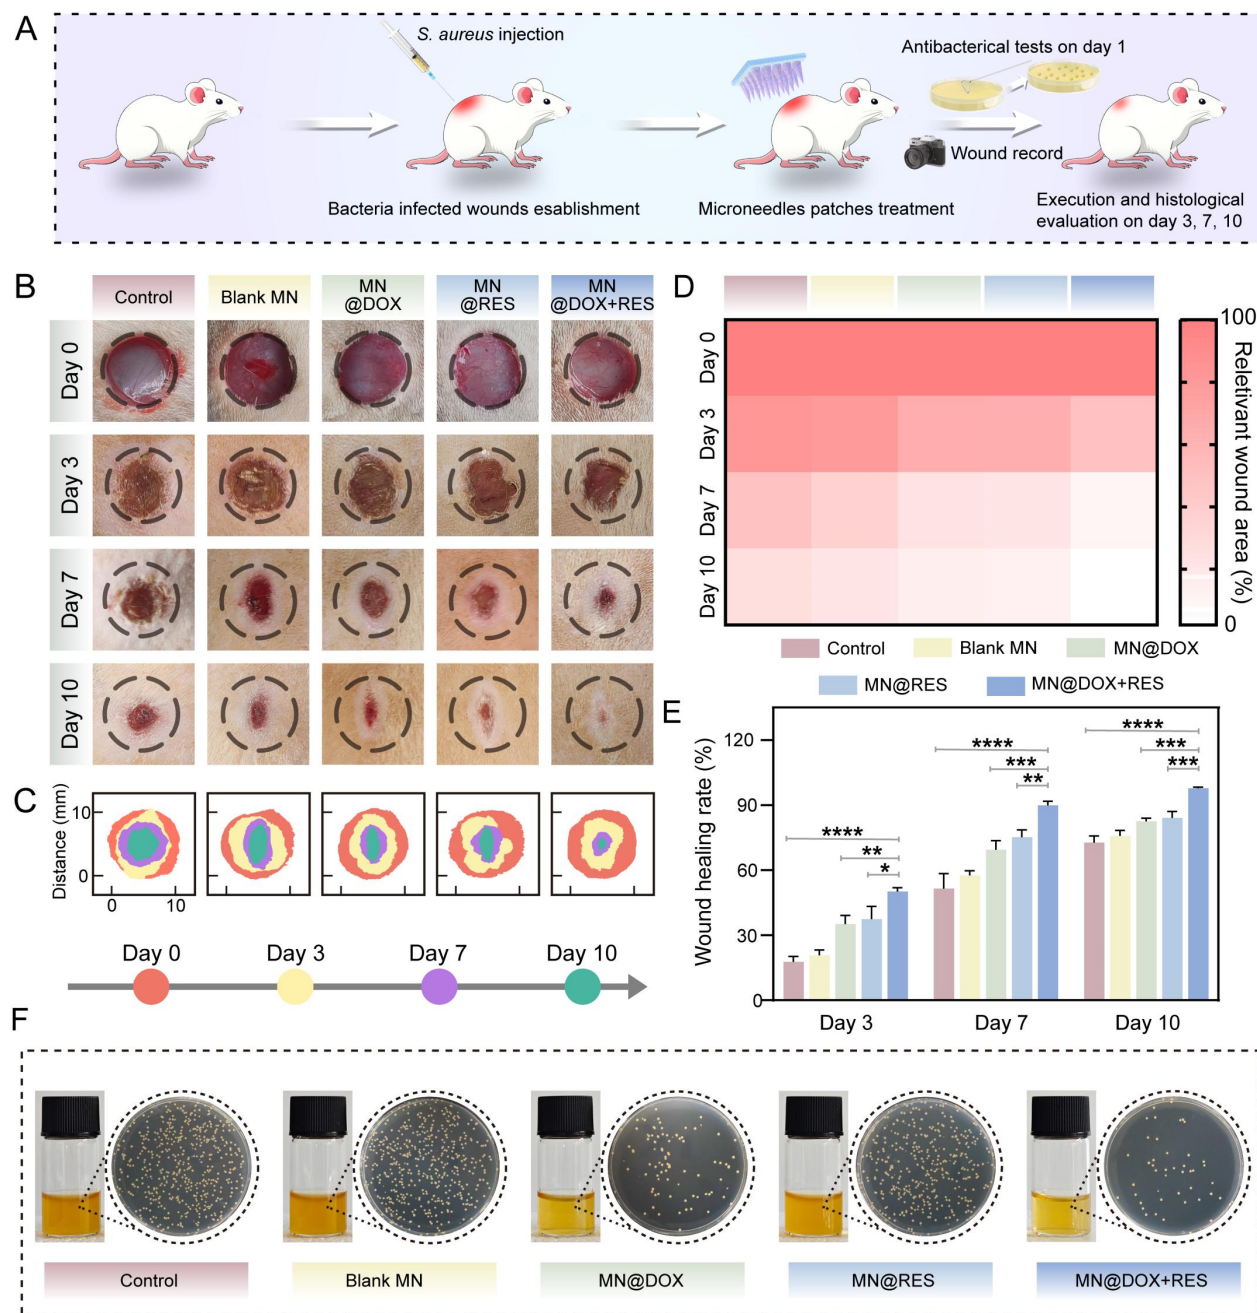 A
S. aureus injection
Antibacterical tests on day 1
Wound record
Bacteria infected wounds esablishment
Microneedles patches treatment
Execution and histological
evaluation on day 3, 7, 10
B
Control
Blank MN
MN
@DOX
MN
@RES
MN
@DOX+RES
Day 0
Day 3
Day 7
Day 10
C
Distance (mm)
10
0
0
10
Day 0
Day 3
Day 7
Day 10
D
Day 0
Day 3
Day 7
Day 10
100
0
Reletivant wound area (%)
Control
Blank MN
MN@DOX
MN@RES
MN@DOX+RES
E
Wound healing rate (%)
120
90
60
30
0
****
**
*
****
***
**
****
***
***
Day 3
Day 7
Day 10
F
Control
Blank MN
MN@DOX
MN@RES
MN@DOX+RES